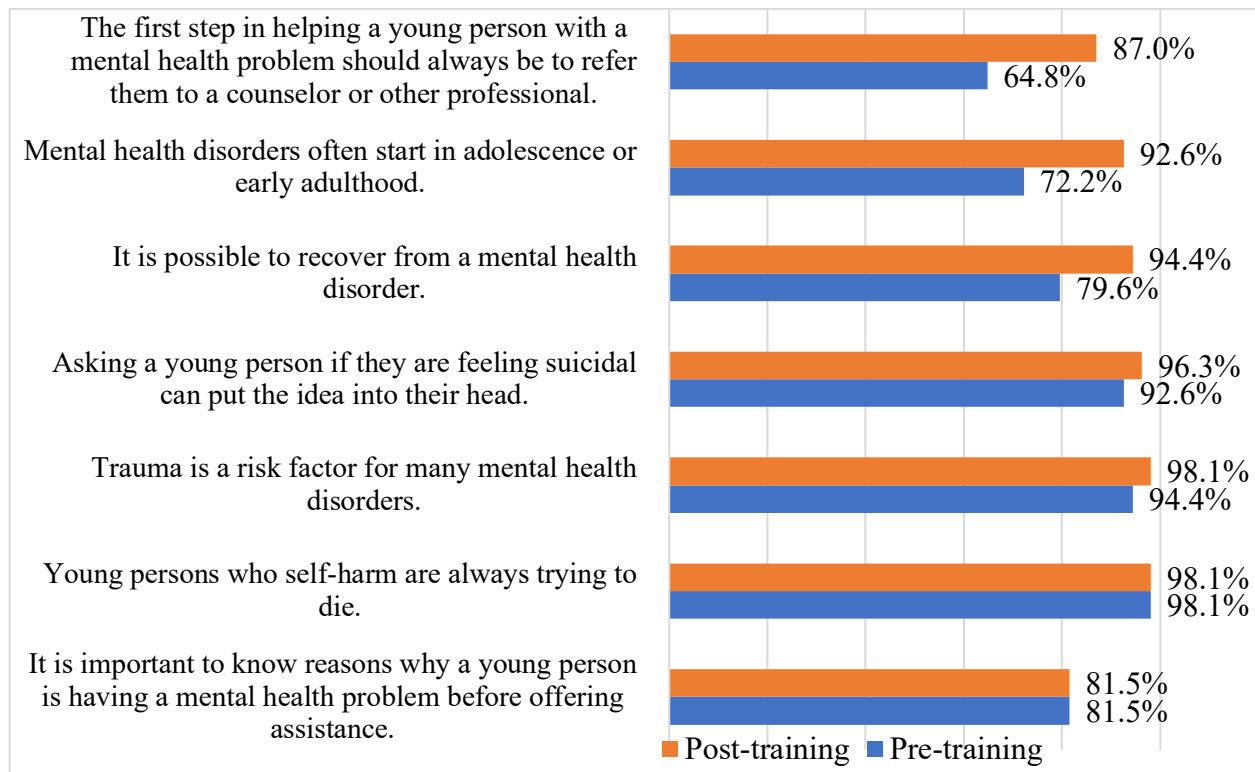 The first step in helping a young person with a
mental health problem should always be to refer
them to a counselor or other professional.
87.0%
64.8%
Mental health disorders often start in adolescence or
early adulthood.
92.6%
72.2%
It is possible to recover from a mental health
disorder.
94.4%
79.6%
Asking a young person if they are feeling suicidal
can put the idea into their head.
96.3%
92.6%
Trauma is a risk factor for many mental health
disorders.
98.1%
94.4%
Young persons who self-harm are always trying to
die.
98.1%
98.1%
It is important to know reasons why a young person
is having a mental health problem before offering
assistance.
81.5%
81.5%
Post-training Pre-training